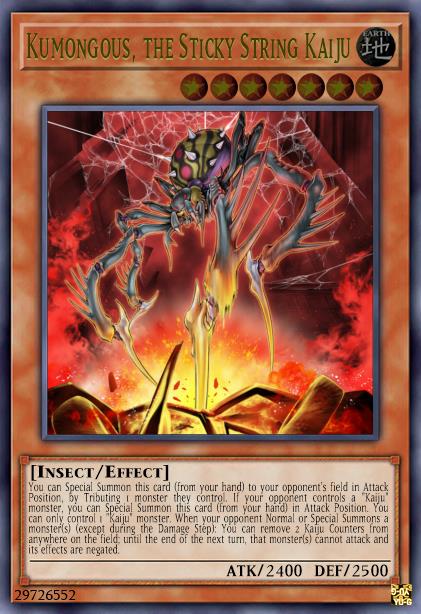 KUMONGOUS, THE STICKY STRING KAIJU
EARTH
地
[INSECT/EFFECT]
You can Special Summon this card (from your hand) to your opponent's field in Attack
Position, by Tributing 1 monster they control. If your opponent controls a "Kaiju"
monster, you can Special Summon this card (from your hand) in Attack Position. You
can only control 1 "Kaiju" monster. When your opponent Normal or Special Summons a
monster(s) (except during the Damage Step): You can remove 2 Kaiju Counters from
anywhere on the field; until the end of the next turn, that monster(s) cannot attack and
its effects are negated.
ATK/2400 DEF/2500
29726552